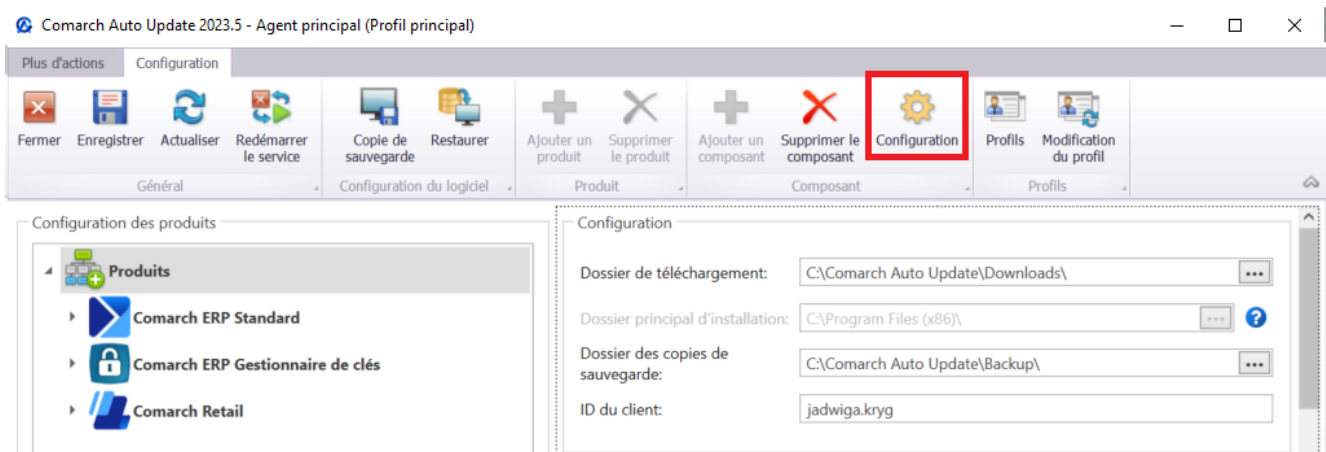 Comarch Auto Update 2023.5 - Agent principal (Profil principal)
Plus d'actions Configuration
Fermer Enregistrer Actualiser Redémarrer le service Copie de sauvegarde Restaurer Ajouter un produit Supprimer le produit Ajouter un composant Supprimer le composant Configuration Profils Modification du profil
Général Configuration du logiciel Produit Composant Profils
Configuration des produits
Produits
Comarch ERP Standard
Comarch ERP Gestionnaire de clés
Comarch Retail
Configuration
Dossier de téléchargement: C:\Comarch Auto Update\Downloads\ ...
Dossier principal d'installation: C:\Program Files (x86)\ ... ?
Dossier des copies de
sauvegarde: C:\Comarch Auto Update\Backup\ ...
ID du client: jadwiga.kryg